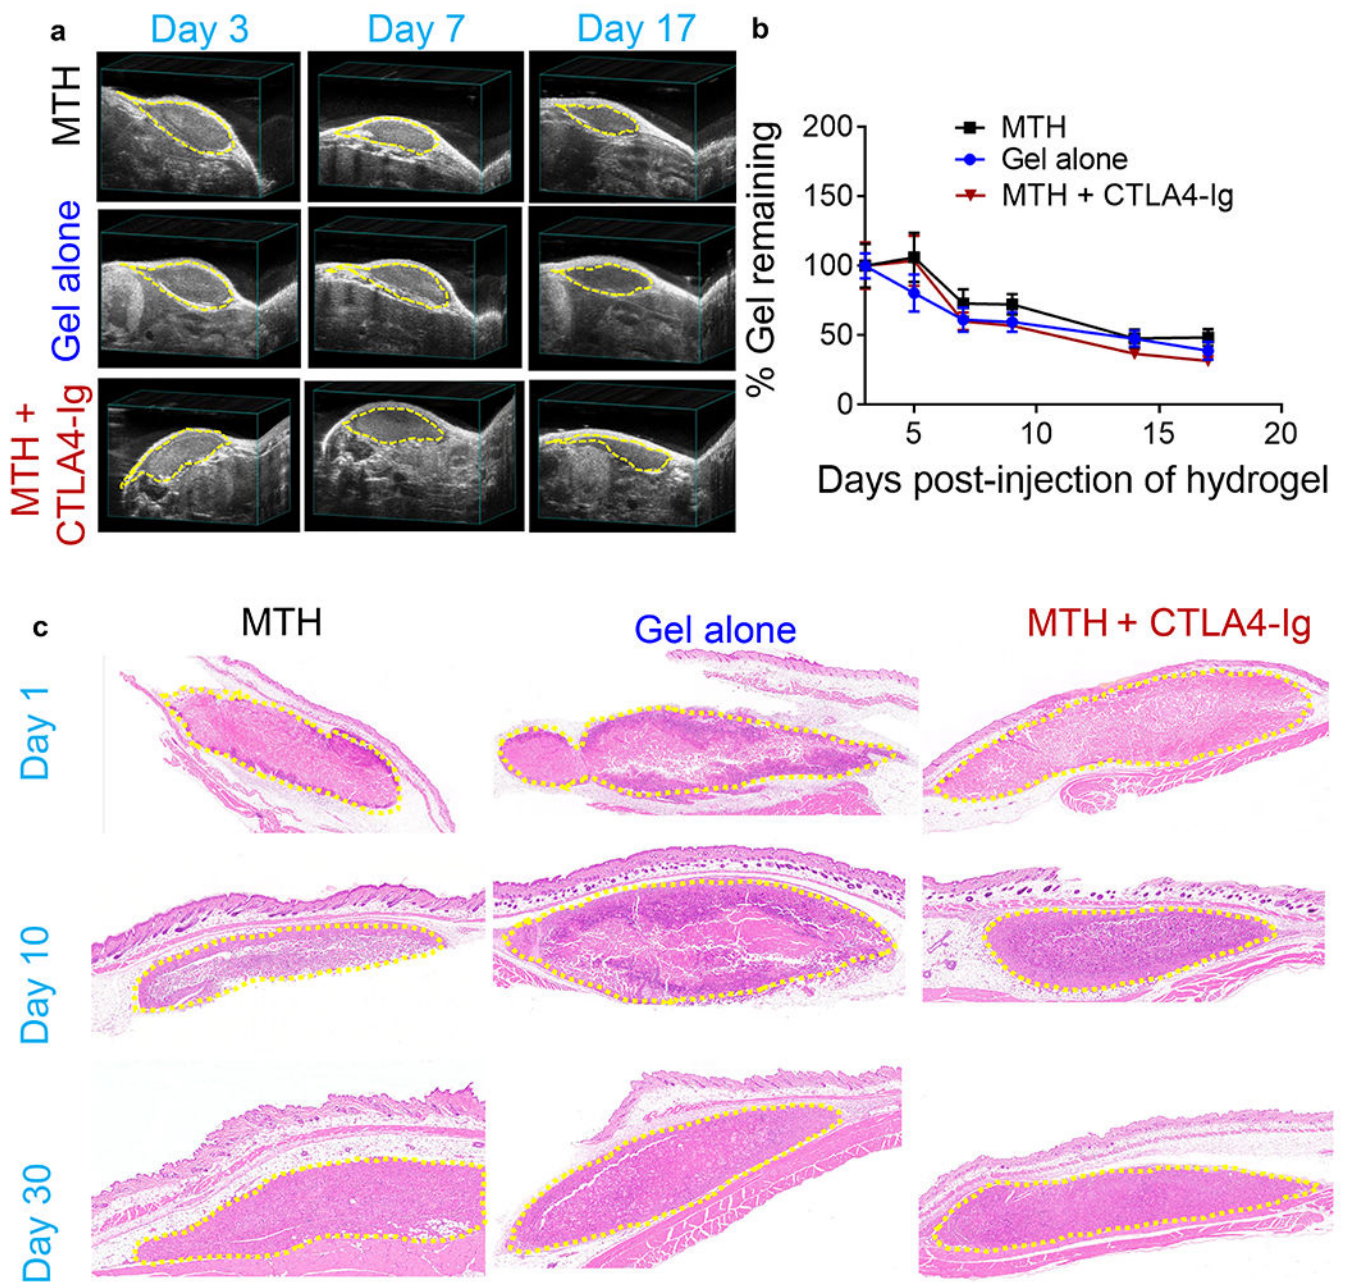 a
Day 3
Day 7
Day 17
MTH
Gel alone
MTH +
CTLA4-Ig
b
200
150
100
50
0
% Gel remaining
MTH
Gel alone
MTH + CTLA4-Ig
5
10
15
20
Days post-injection of hydrogel
c
MTH
Gel alone
MTH + CTLA4-Ig
Day 1
Day 10
Day 30